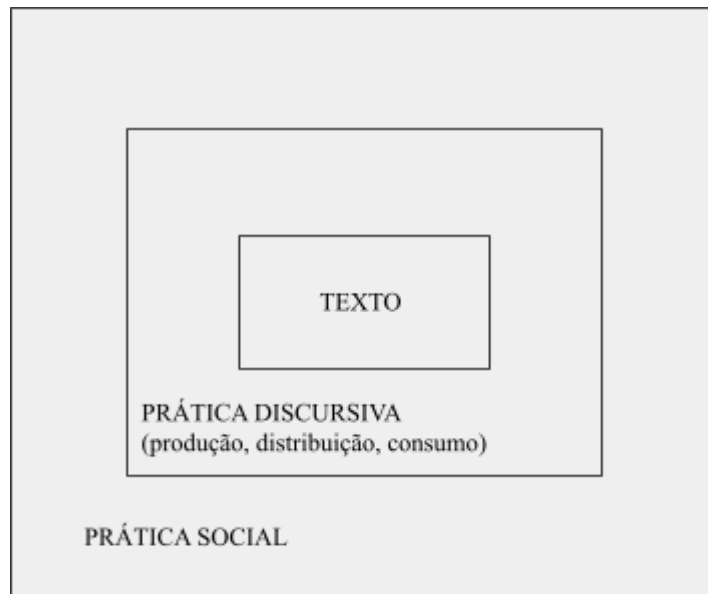 TEXTO
PRÁTICA DISCURSIVA
(produção, distribuição, consumo)
PRÁTICA SOCIAL